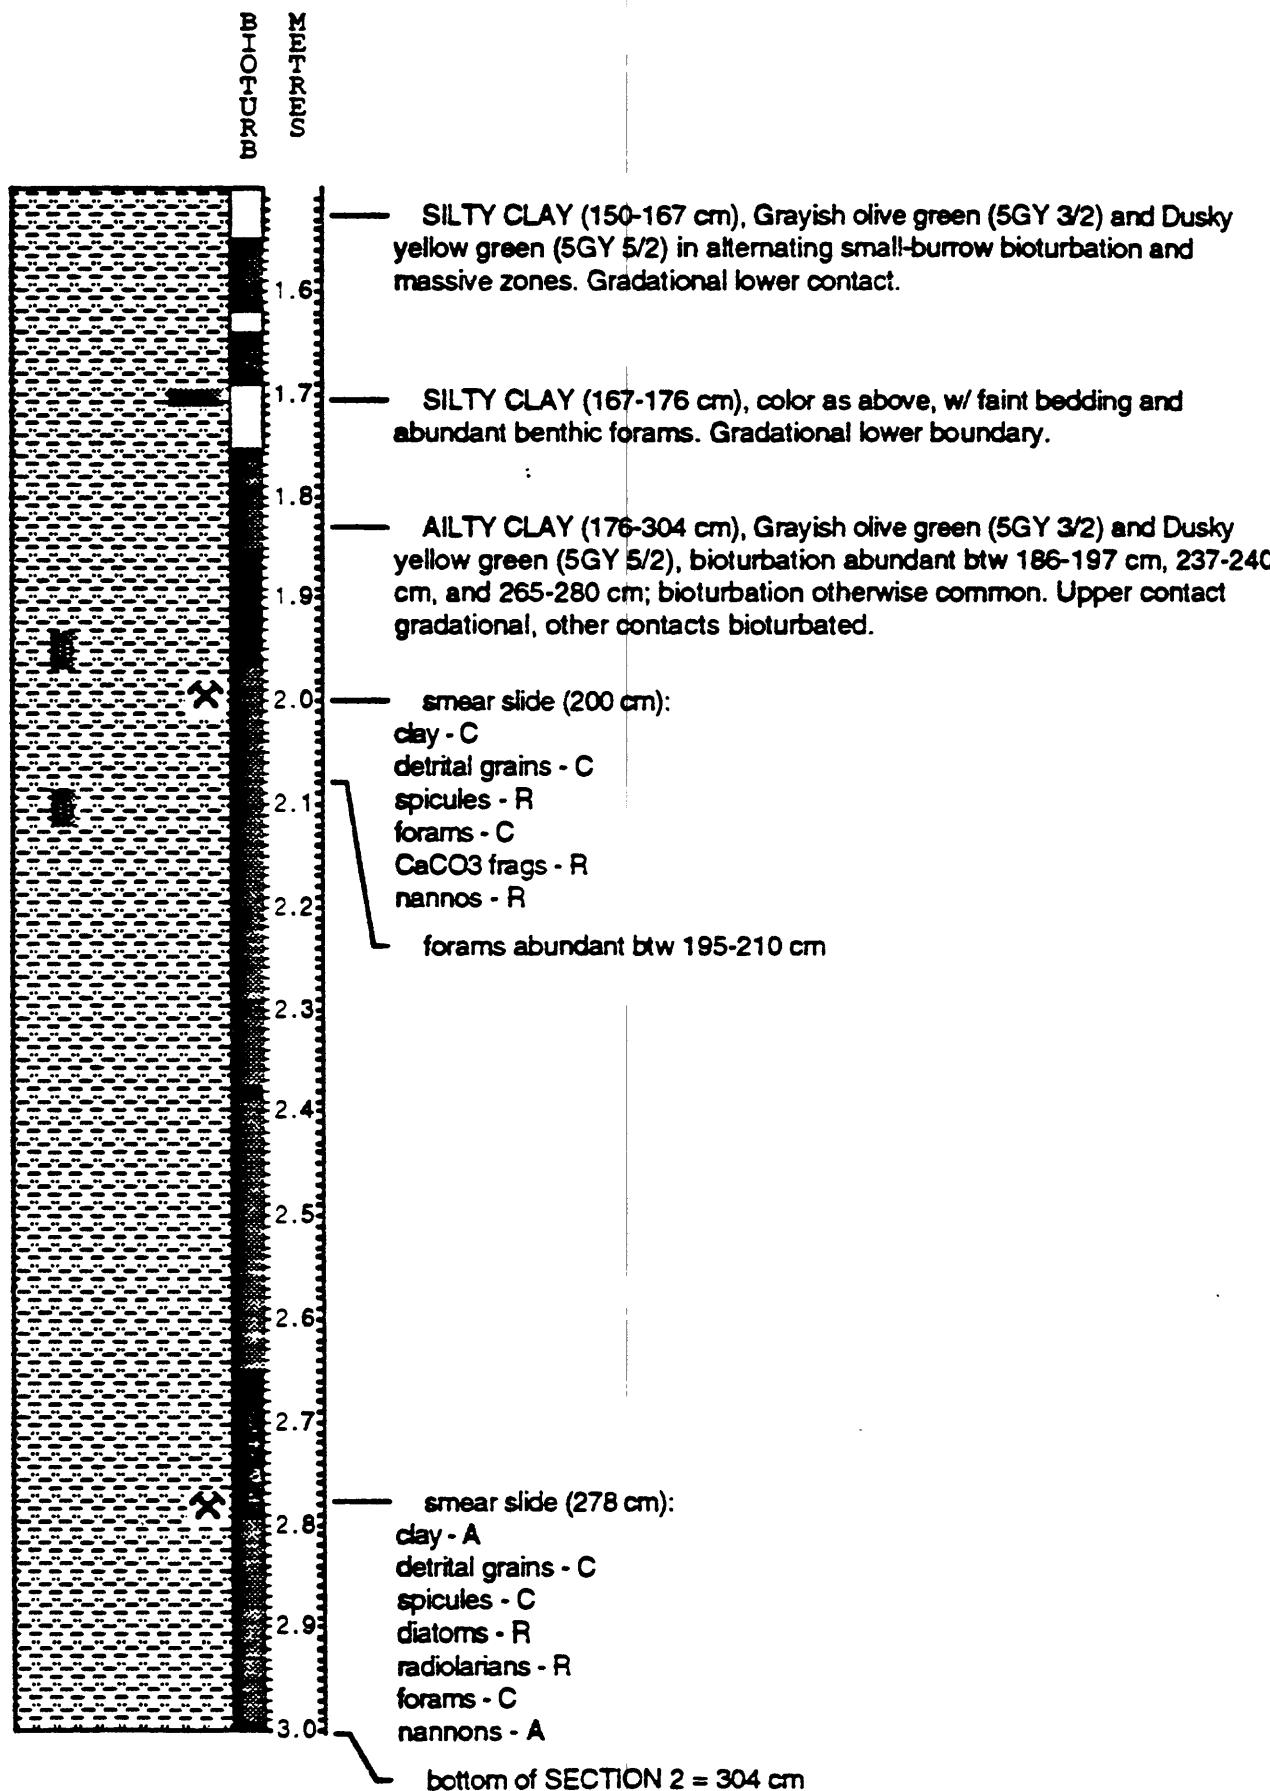 BIOTURB
METRES
SILTY CLAY (150-167 cm), Grayish olive green (5GY 3/2) and Dusky
yellow green (5GY 5/2) in alternating small-burrow bioturbation and
massive zones. Gradational lower contact.
1.6
1.7
SILTY CLAY (167-176 cm), color as above, w/ faint bedding and
abundant benthic forams. Gradational lower boundary.
1.8
AILTY CLAY (176-304 cm), Grayish olive green (5GY 3/2) and Dusky
yellow green (5GY 5/2), bioturbation abundant btw 186-197 cm, 237-240
1.9
cm, and 265-280 cm; bioturbation otherwise common. Upper contact
gradational, other contacts bioturbated.
2.0
smear slide (200 cm):
clay - C
detrital grains - C
2.1
spicules - R
forams - C
CaCO3 frags - R
2.2
nannos - R
forams abundant btw 195-210 cm
2.3
2.4
2.5
2.6
2.7
smear slide (278 cm):
2.8
clay - A
detrital grains - C
spicules - C
2.9
diatoms - R
radiolarians - R
forams - C
3.0
nannons - A
bottom of SECTION 2 = 304 cm